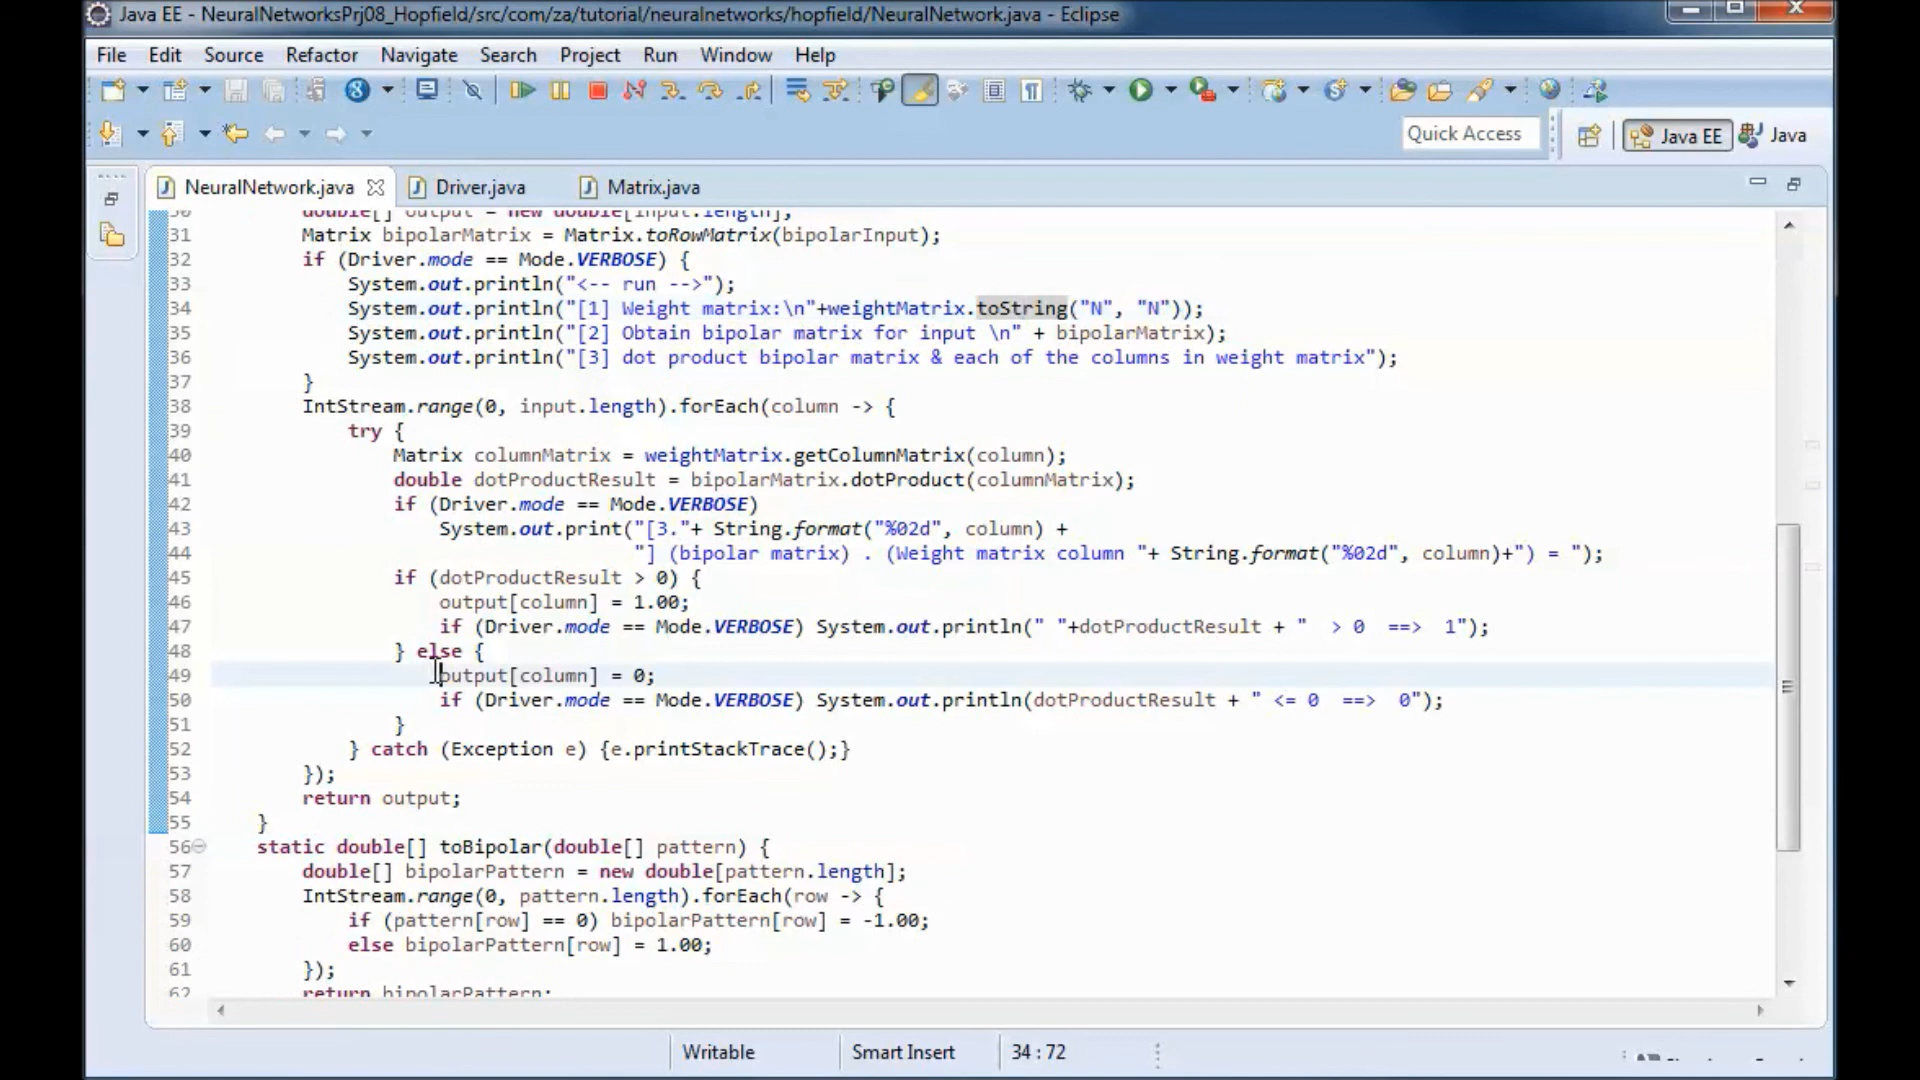 Java EE - NeuralNetworksPrj08_Hopfield/src/com/za/tutorial/neuralnetworks/hopfield/NeuralNetwork.java - Eclipse
File Edit Source Refactor Navigate Search Project Run Window Help
Quick Access Java EE Java
NeuralNetwork.java Driver.java Matrix.java
30 double[] output = new double[input.length];
31 Matrix bipolarMatrix = Matrix.toRowMatrix(bipolarInput);
32 if (Driver.mode == Mode.VERBOSE) {
33 System.out.println("<-- run -->");
34 System.out.println("[1] Weight matrix:\n"+weightMatrix.toString("N", "N"));
35 System.out.println("[2] Obtain bipolar matrix for input \n" + bipolarMatrix);
36 System.out.println("[3] dot product bipolar matrix & each of the columns in weight matrix");
37 }
38 IntStream.range(0, input.length).forEach(column -> {
39 try {
40 Matrix columnMatrix = weightMatrix.getColumnMatrix(column);
41 double dotProductResult = bipolarMatrix.dotProduct(columnMatrix);
42 if (Driver.mode == Mode.VERBOSE)
43 System.out.print("[3."+ String.format("%02d", column) +
44 "] (bipolar matrix) . (Weight matrix column "+ String.format("%02d", column)+") = ");
45 if (dotProductResult > 0) {
46 output[column] = 1.00;
47 if (Driver.mode == Mode.VERBOSE) System.out.println(" "+dotProductResult + "  > 0  ==>  1");
48 } else {
49 output[column] = 0;
50 if (Driver.mode == Mode.VERBOSE) System.out.println(dotProductResult + " <= 0  ==>  0");
51 }
52 } catch (Exception e) {e.printStackTrace();}
53 });
54 return output;
55 }
56 static double[] toBipolar(double[] pattern) {
57 double[] bipolarPattern = new double[pattern.length];
58 IntStream.range(0, pattern.length).forEach(row -> {
59 if (pattern[row] == 0) bipolarPattern[row] = -1.00;
60 else bipolarPattern[row] = 1.00;
61 });
62 return bipolarPattern;
Writable Smart Insert 34 : 72